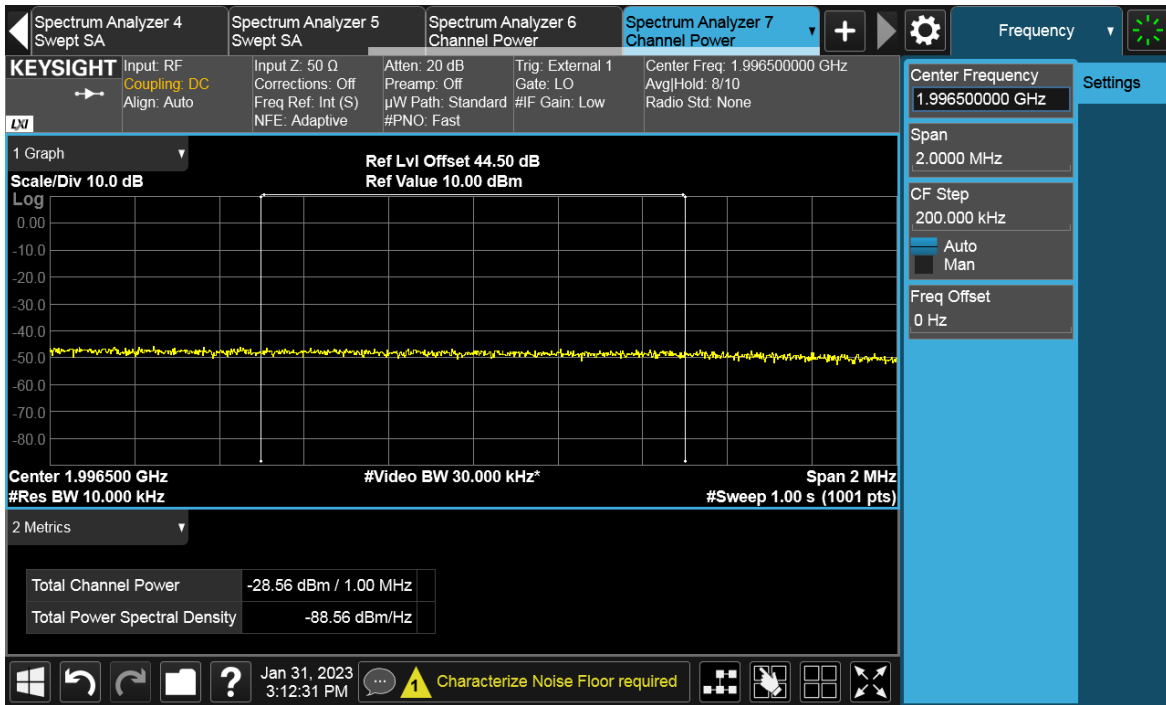 Spectrum Analyzer 4
Swept SA
Spectrum Analyzer 5
Swept SA
Spectrum Analyzer 6
Channel Power
Spectrum Analyzer 7
Channel Power
+
Frequency
KEYSIGHT
LXI
Input: RF
Coupling: DC
Align: Auto
Input Z: 50 Ω
Corrections: Off
Freq Ref: Int (S)
NFE: Adaptive
Atten: 20 dB
Preamp: Off
µW Path: Standard
#PNO: Fast
Trig: External 1
Gate: LO
#IF Gain: Low
Center Freq: 1.996500000 GHz
Avg|Hold: 8/10
Radio Std: None
Center Frequency
1.996500000 GHz
Settings
Span
2.0000 MHz
CF Step
200.000 kHz
Auto
Man
Freq Offset
0 Hz
1 Graph
Ref Lvl Offset 44.50 dB
Scale/Div 10.0 dB
Ref Value 10.00 dBm
Log
0.00
-10.0
-20.0
-30.0
-40.0
-50.0
-60.0
-70.0
-80.0
Center 1.996500 GHz
#Video BW 30.000 kHz*
Span 2 MHz
#Res BW 10.000 kHz
#Sweep 1.00 s (1001 pts)
2 Metrics
Total Channel Power -28.56 dBm / 1.00 MHz
Total Power Spectral Density -88.56 dBm/Hz
?
Jan 31, 2023
3:12:31 PM
1
Characterize Noise Floor required